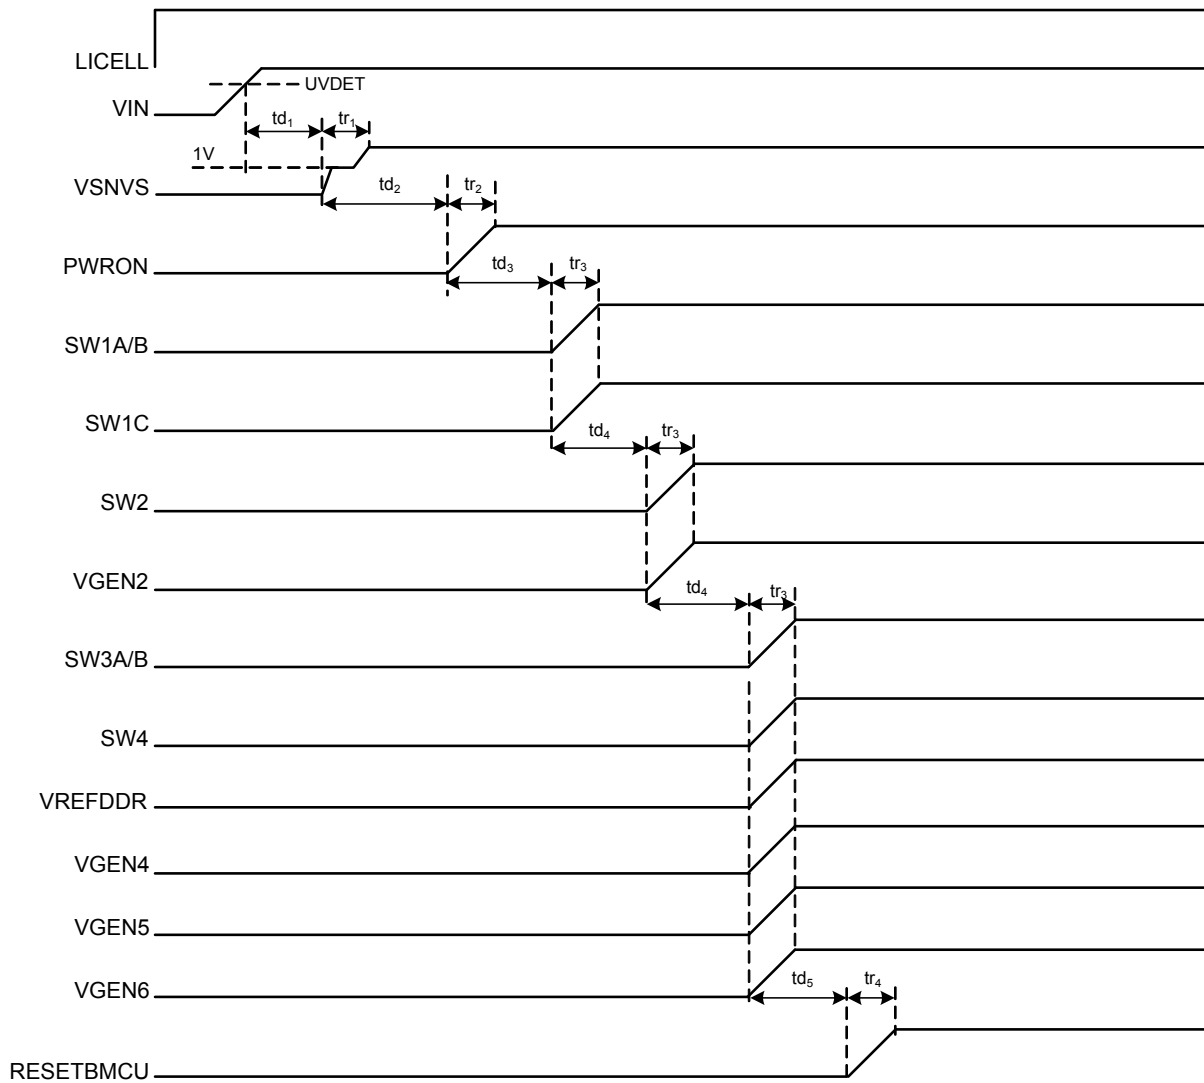 LICELL
UVDET
VIN
td₁ tr₁
1V
VSNVS
td₂ tr₂
PWRON
td₃ tr₃
SW1A/B
SW1C
td₄ tr₃
SW2
VGEN2
td₄ tr₃
SW3A/B
SW4
VREFDDR
VGEN4
VGEN5
VGEN6
td₅ tr₄
RESETBMCU